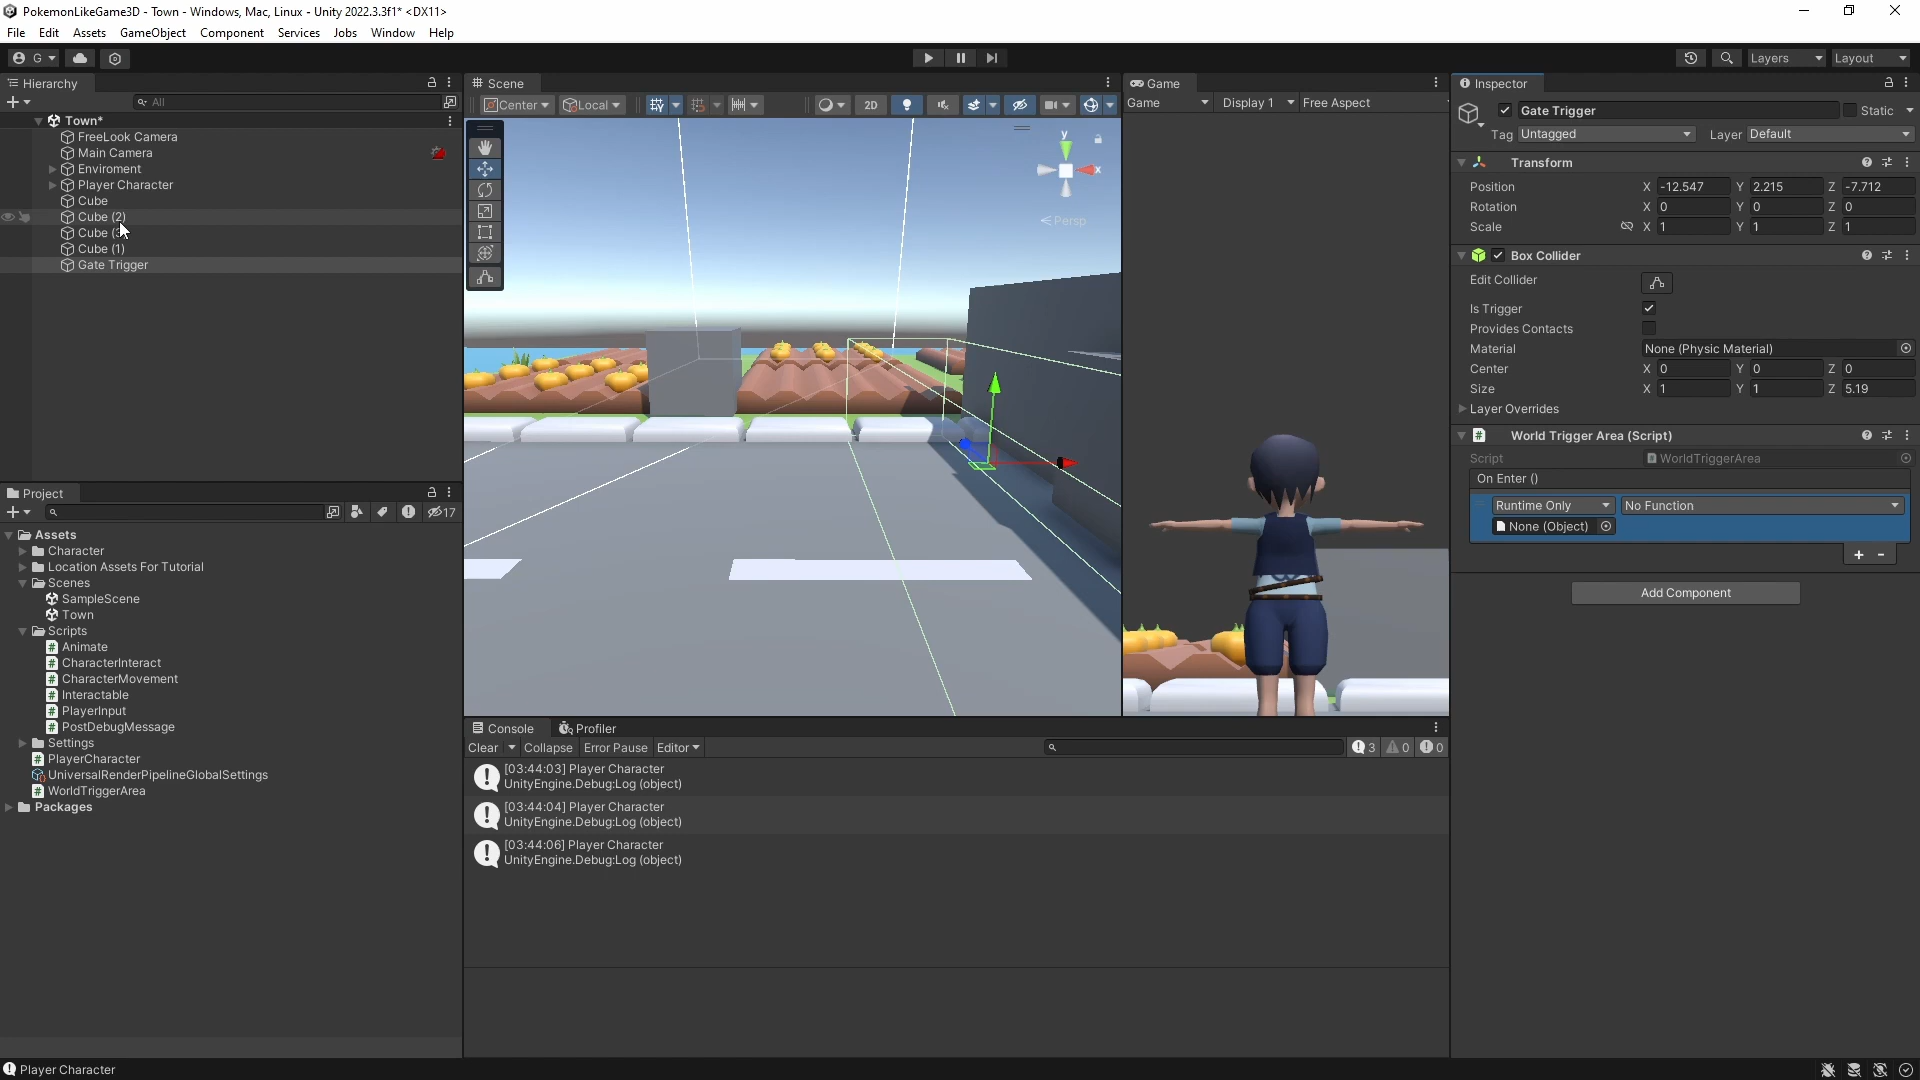 PokemonLikeGame3D - Town - Windows, Mac, Linux - Unity 2022.3.3f1* <DX11>
File Edit Assets GameObject Component Services Jobs Window Help
G
Layers Layout
Hierarchy
All
Town*
FreeLook Camera
Main Camera
Enviroment
Player Character
Cube
Cube (2)
Cube
Cube (1)
Gate Trigger
Scene
Center Local 2D
y
x
Persp
Game
Game Display 1 Free Aspect
Inspector
Gate Trigger Static
Tag Untagged Layer Default
Transform
Position X -12.547 Y 2.215 Z -7.712
Rotation X 0 Y 0 Z 0
Scale X 1 Y 1 Z 1
Box Collider
Edit Collider
Is Trigger
Provides Contacts
Material None (Physic Material)
Center X 0 Y 0 Z 0
Size X 1 Y 1 Z 5.19
Layer Overrides
World Trigger Area (Script)
Script WorldTriggerArea
On Enter ()
Runtime Only No Function
None (Object)
+ -
Add Component
Project
17
Assets
Character
Location Assets For Tutorial
Scenes
SampleScene
Town
Scripts
Animate
CharacterInteract
CharacterMovement
Interactable
PlayerInput
PostDebugMessage
Settings
PlayerCharacter
UniversalRenderPipelineGlobalSettings
WorldTriggerArea
Packages
Console Profiler
Clear Collapse Error Pause Editor 3 0 0
[03:44:03] Player Character
UnityEngine.Debug:Log (object)
[03:44:04] Player Character
UnityEngine.Debug:Log (object)
[03:44:06] Player Character
UnityEngine.Debug:Log (object)
Player Character